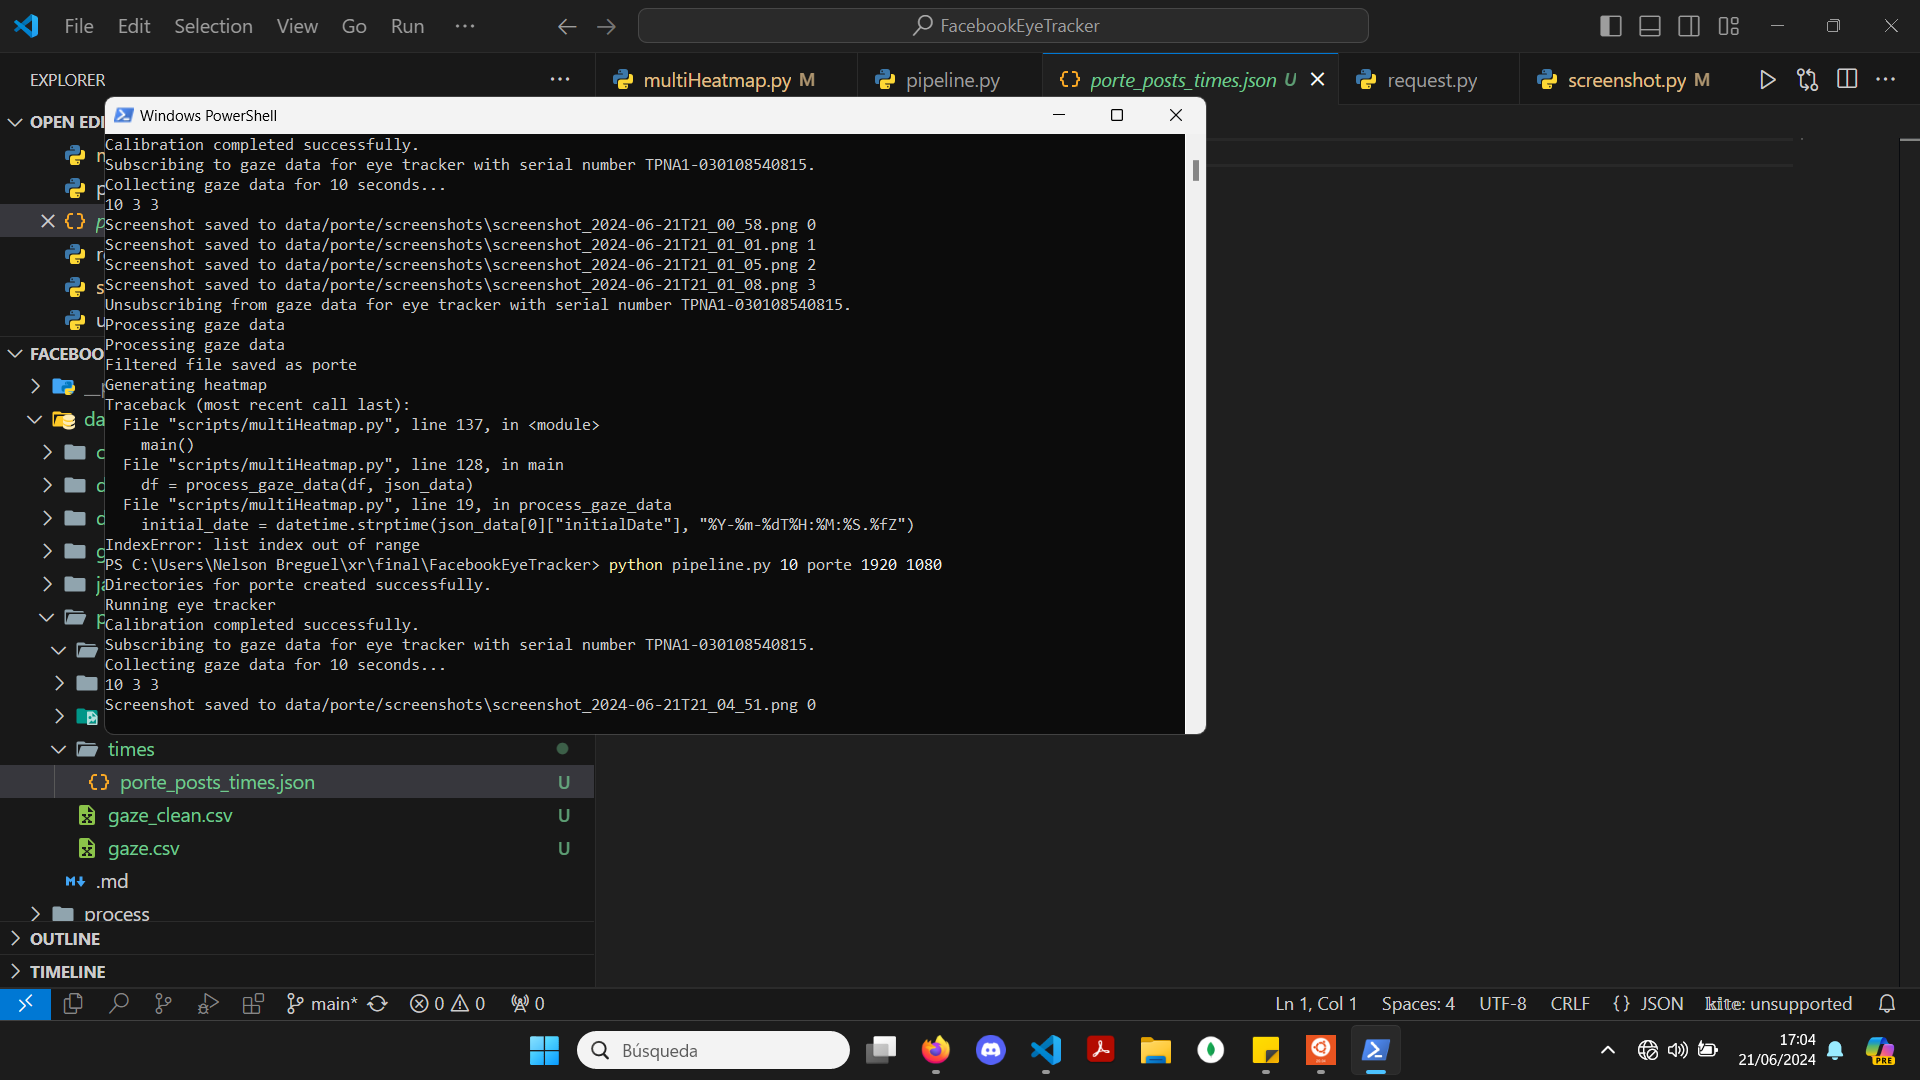 File Edit Selection View Go Run ···
FacebookEyeTracker
EXPLORER ···
multiHeatmap.py M
pipeline.py
porte_posts_times.json U
request.py
screenshot.py M
OPEN EDI
Windows PowerShell
Calibration completed successfully.
Subscribing to gaze data for eye tracker with serial number TPNA1-030108540815.
Collecting gaze data for 10 seconds...
10 3 3
Screenshot saved to data/porte/screenshots\screenshot_2024-06-21T21_00_58.png 0
Screenshot saved to data/porte/screenshots\screenshot_2024-06-21T21_01_01.png 1
Screenshot saved to data/porte/screenshots\screenshot_2024-06-21T21_01_05.png 2
Screenshot saved to data/porte/screenshots\screenshot_2024-06-21T21_01_08.png 3
Unsubscribing from gaze data for eye tracker with serial number TPNA1-030108540815.
Processing gaze data
Processing gaze data
Filtered file saved as porte
Generating heatmap
Traceback (most recent call last):
File "scripts/multiHeatmap.py", line 137, in <module>
main()
File "scripts/multiHeatmap.py", line 128, in main
df = process_gaze_data(df, json_data)
File "scripts/multiHeatmap.py", line 19, in process_gaze_data
initial_date = datetime.strptime(json_data[0]["initialDate"], "%Y-%m-%dT%H:%M:%S.%fZ")
IndexError: list index out of range
PS C:\Users\Nelson Breguel\xr\final\FacebookEyeTracker> python pipeline.py 10 porte 1920 1080
Directories for porte created successfully.
Running eye tracker
Calibration completed successfully.
Subscribing to gaze data for eye tracker with serial number TPNA1-030108540815.
Collecting gaze data for 10 seconds...
10 3 3
Screenshot saved to data/porte/screenshots\screenshot_2024-06-21T21_04_51.png 0
FACEBOO
da
times
porte_posts_times.json U
gaze_clean.csv U
gaze.csv U
.md
process
OUTLINE
TIMELINE
main* 0 0 0
Ln 1, Col 1 Spaces: 4 UTF-8 CRLF {} JSON kite: unsupported
Búsqueda
17:04
21/06/2024
PRE